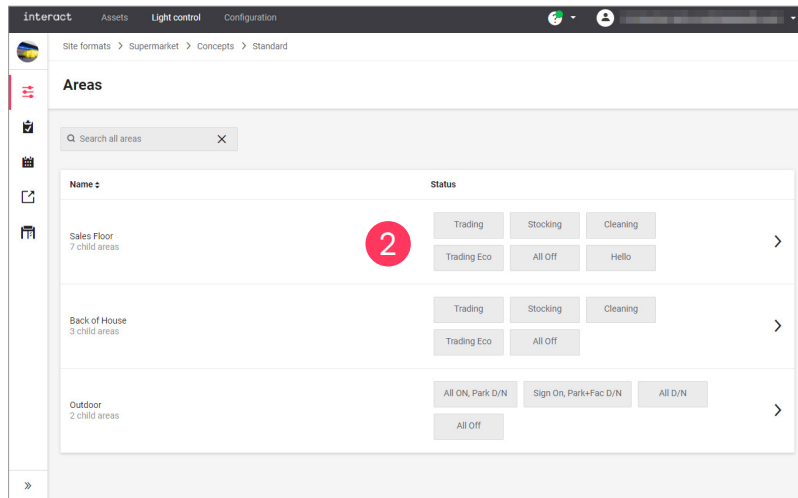 interact Assets Light control Configuration
Site formats > Supermarket > Concepts > Standard
Areas
Search all areas
Name Status
Trading Stocking Cleaning
Sales Floor
7 child areas
2
Trading Eco All Off Hello
Trading Stocking Cleaning
Back of House
3 child areas
Trading Eco All Off
All ON, Park D/N Sign On, Park+Fac D/N All D/N
Outdoor
2 child areas
All Off